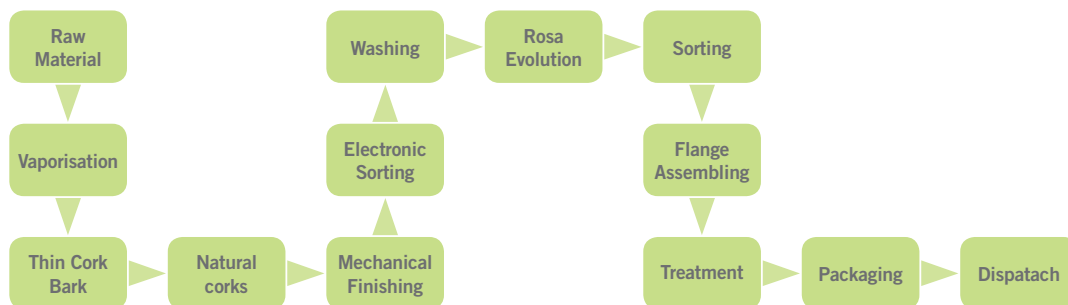 Raw
Material
Vaporisation
Thin Cork
Bark
Natural
corks
Mechanical
Finishing
Electronic
Sorting
Washing
Rosa
Evolution
Sorting
Flange
Assembling
Treatment
Packaging
Dispatach